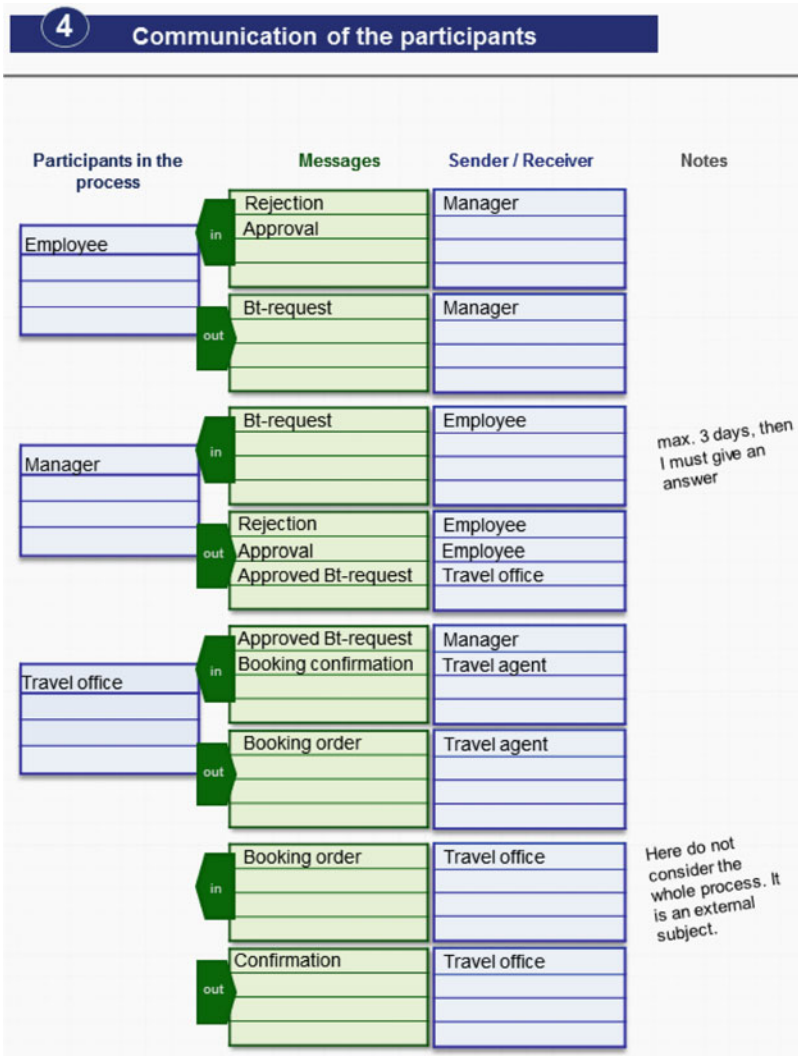 4
Communication of the participants
Participants in the
process
Messages
Sender / Receiver
Notes
Employee
in
Rejection
Manager
Approval
out
Bt-request
Manager
Manager
in
Bt-request
Employee
max. 3 days, then
I must give an
answer
out
Rejection
Employee
Approval
Employee
Approved Bt-request
Travel office
Travel office
in
Approved Bt-request
Manager
Booking confirmation
Travel agent
out
Booking order
Travel agent
in
Booking order
Travel office
Here do not
consider the
whole process. It
is an external
subject.
out
Confirmation
Travel office